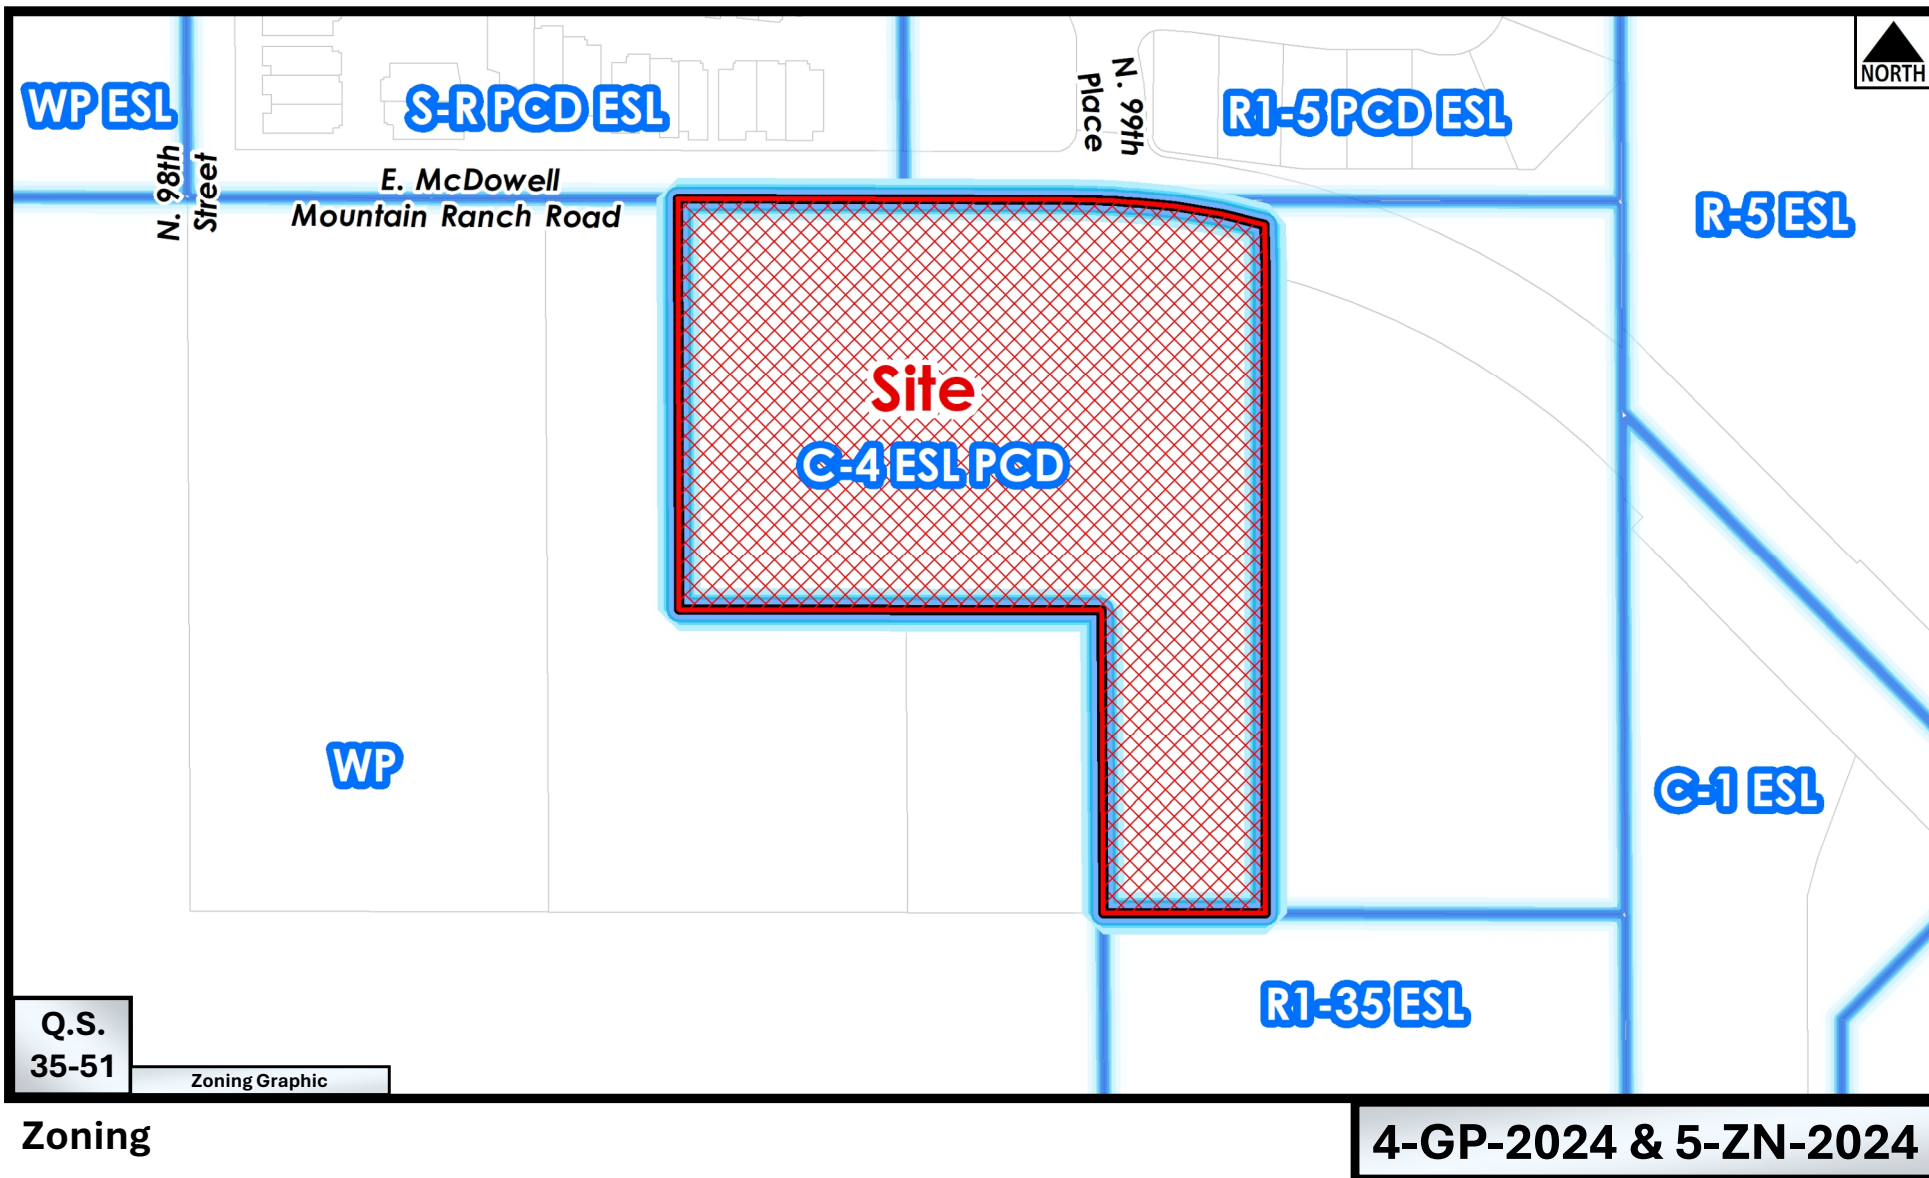 NORTH
WP ESL
S-R PCD ESL
N. 99th
Place
R1-5 PCD ESL
N. 98th
Street
E. McDowell
Mountain Ranch Road
R-5 ESL
Site
C-4 ESL PCD
WP
C-1 ESL
R1-35 ESL
Q.S.
35-51
Zoning Graphic
Zoning
4-GP-2024 & 5-ZN-2024